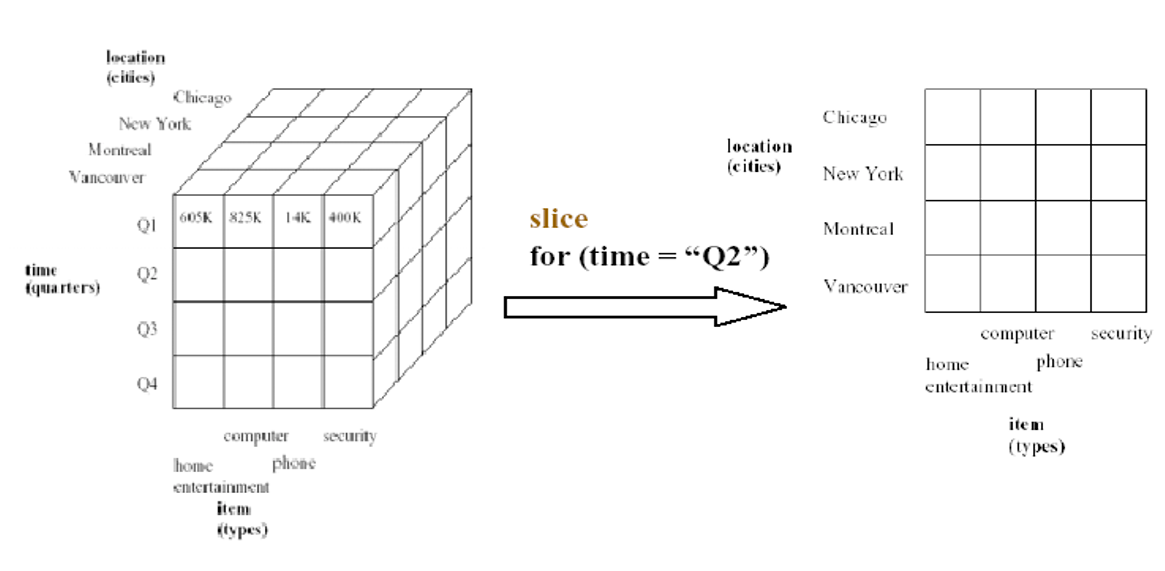 location
(cities)
Chicago
New York
Montreal
Vancouver
Q1 605K 825K 14K 400K
time
(quarters)
Q2
Q3
Q4
computer security
home phone
entertainment
item
(types)
slice
for (time = “Q2”)
location
(cities)
Chicago
New York
Montreal
Vancouver
computer security
home phone
entertainment
item
(types)